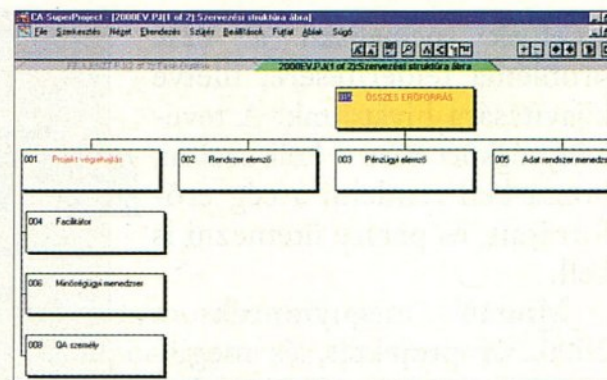 CA-SuperProject - [2000EV.PJ(1 of 2) Szervezési struktúra ábra]
File Szerkesztés Nézet Elrendezés Szűrés Beállítások Futtat Ablak Súgó
2000EV.PJ(1 of 2) Szervezési struktúra ábra
ÖSSZES ERŐFORRÁS
001 Projekt végrehajtás
002 Rendszer elemző
003 Pénzügyi elemző
005 Adat rendszer menedzs
004 Facilitátor
006 Minőségügyi menedzser
008 QA személy